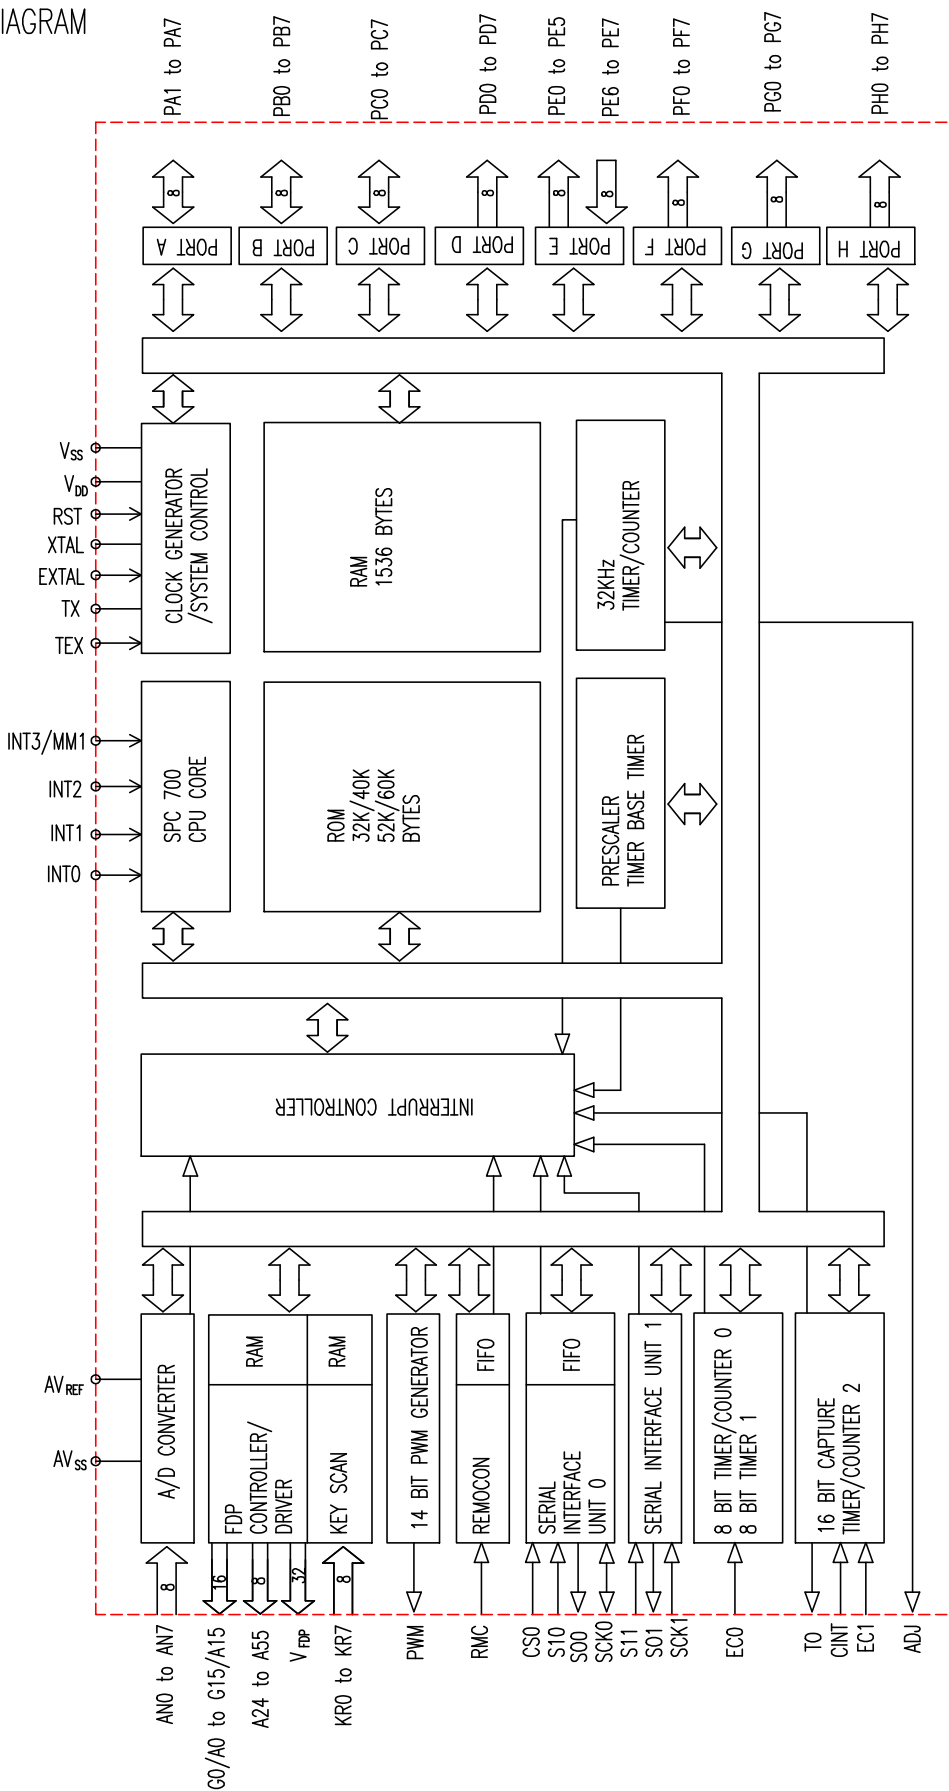 IAGRAM
PA1 to PA7
PB0 to PB7
PC0 to PC7
PD0 to PD7
PE0 to PE5
PE6 to PE7
PF0 to PF7
PG0 to PG7
PH0 to PH7
8
8
8
8
8
8
8
8
8
PORT A
PORT B
PORT C
PORT D
PORT E
PORT F
PORT G
PORT H
VSS
VDD
RST
XTAL
EXTAL
TX
TEX
CLOCK GENERATOR
/SYSTEM CONTROL
RAM
1536 BYTES
32KHz
TIMER/COUNTER
INT3/MM1
INT2
INT1
INT0
SPC 700
CPU CORE
ROM
32K/40K
52K/60K
BYTES
PRESCALER
TIMER BASE TIMER
INTERRUPT CONTROLLER
AVREF
AVSS
A/D CONVERTER
RAM
RAM
FDP
CONTROLLER/
DRIVER
KEY SCAN
14 BIT PWM GENERATOR
FIFO
REMOCON
FIFO
SERIAL
INTERFACE
UNIT 0
SERIAL INTERFACE UNIT 1
8 BIT TIMER/COUNTER 0
8 BIT TIMER 1
16 BIT CAPTURE
TIMER/COUNTER 2
8
16
8
32
8
AN0 to AN7
G0/A0 to G15/A15
A24 to A55
VFDP
KR0 to KR7
PWM
RMC
CS0
S10
SO0
SCK0
S11
SO1
SCK1
EC0
TO
CINT
EC1
ADJ